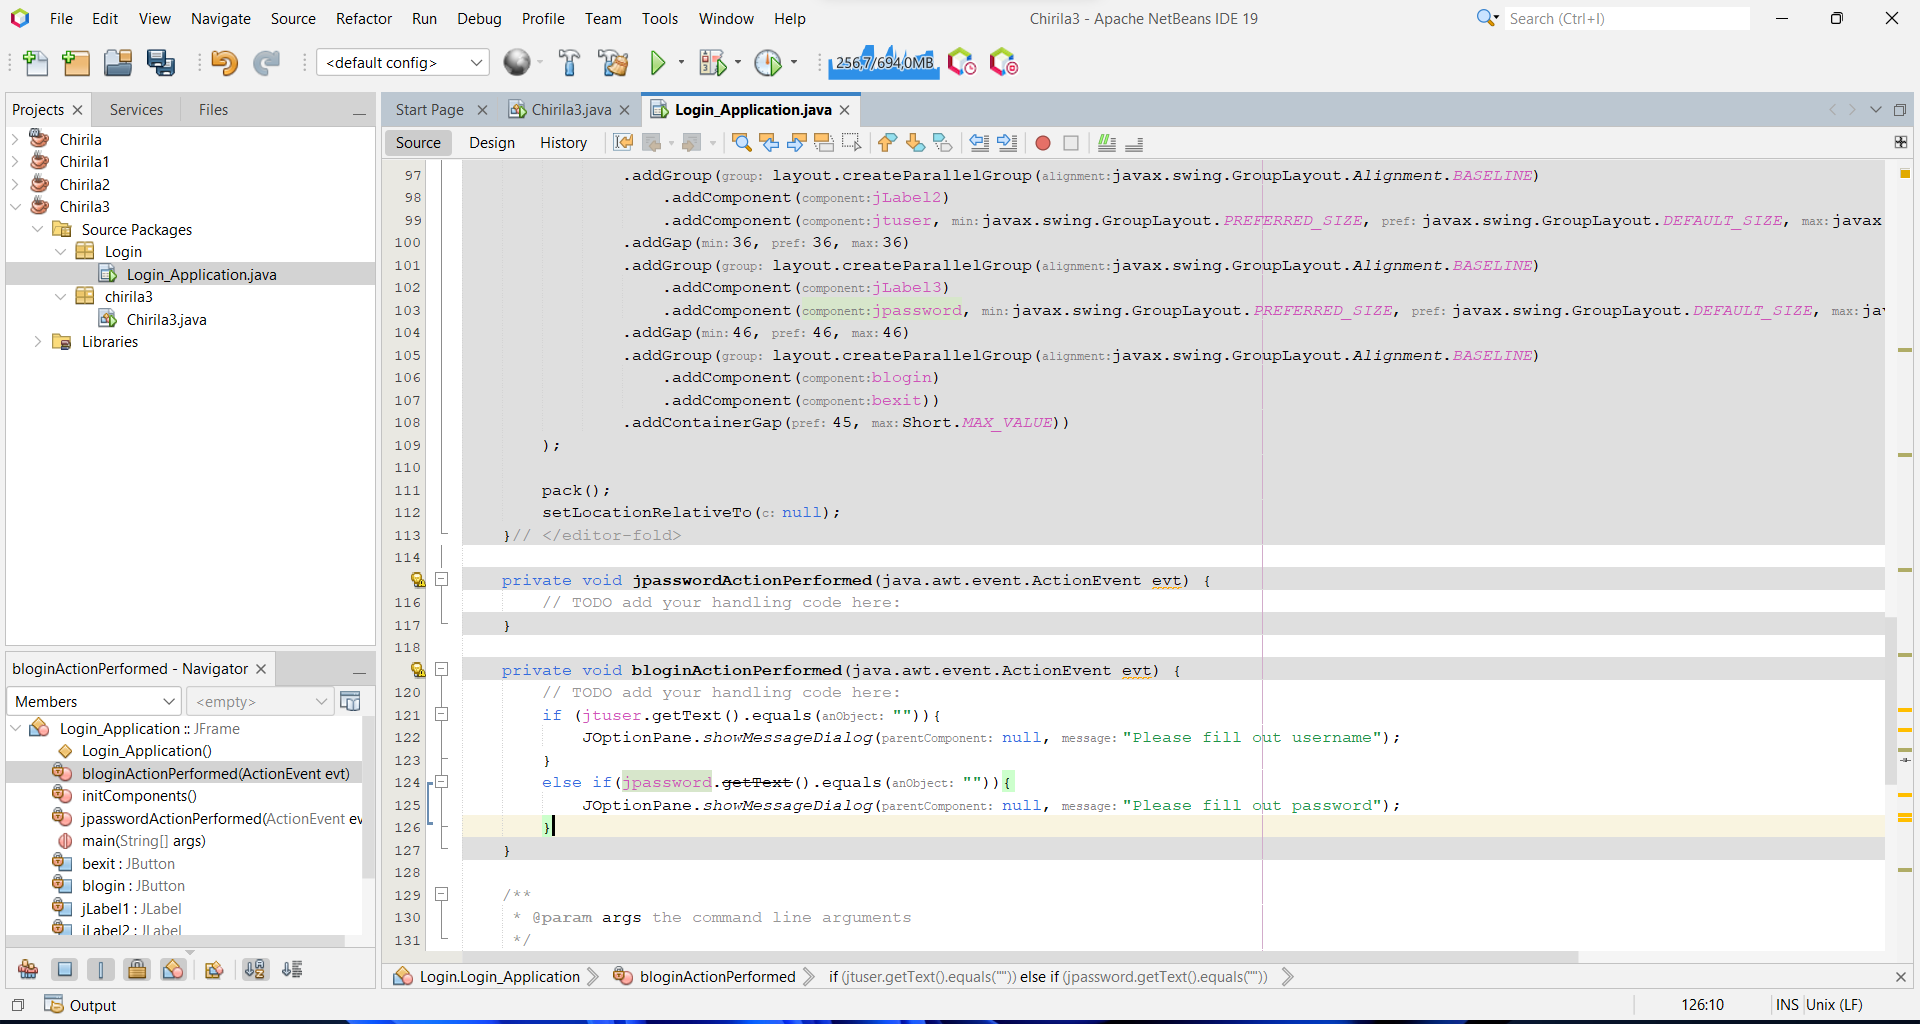 File Edit View Navigate Source Refactor Run Debug Profile Team Tools Window Help
Chirila3 - Apache NetBeans IDE 19
Search (Ctrl+I)
<default config>
256,7/694,0MB
Projects Services Files
Chirila
Chirila1
Chirila2
Chirila3
Source Packages
Login
Login_Application.java
chirila3
Chirila3.java
Libraries
bloginActionPerformed - Navigator
Members <empty>
Login_Application :: JFrame
Login_Application()
bloginActionPerformed(ActionEvent evt)
initComponents()
jpasswordActionPerformed(ActionEvent ev
main(String[] args)
bexit : JButton
blogin : JButton
jLabel1 : JLabel
jLabel2 : JLabel
Start Page Chirila3.java Login_Application.java
Source Design History
97 .addGroup(group: layout.createParallelGroup(alignment:javax.swing.GroupLayout.Alignment.BASELINE)
98 .addComponent(component:jLabel2)
99 .addComponent(component:jtuser, min:javax.swing.GroupLayout.PREFERRED_SIZE, pref: javax.swing.GroupLayout.DEFAULT_SIZE, max:javax
100 .addGap(min:36, pref: 36, max:36)
101 .addGroup(group: layout.createParallelGroup(alignment:javax.swing.GroupLayout.Alignment.BASELINE)
102 .addComponent(component:jLabel3)
103 .addComponent(component:jpassword, min:javax.swing.GroupLayout.PREFERRED_SIZE, pref: javax.swing.GroupLayout.DEFAULT_SIZE, max:ja
104 .addGap(min:46, pref: 46, max:46)
105 .addGroup(group: layout.createParallelGroup(alignment:javax.swing.GroupLayout.Alignment.BASELINE)
106 .addComponent(component:blogin)
107 .addComponent(component:bexit))
108 .addContainerGap(pref: 45, max:Short.MAX_VALUE))
109 );
110
111 pack();
112 setLocationRelativeTo(c: null);
113 }// </editor-fold>
114
private void jpasswordActionPerformed(java.awt.event.ActionEvent evt) {
116 // TODO add your handling code here:
117 }
118
private void bloginActionPerformed(java.awt.event.ActionEvent evt) {
120 // TODO add your handling code here:
121 if (jtuser.getText().equals(anObject: "")){
122 JOptionPane.showMessageDialog(parentComponent: null, message: "Please fill out username");
123 }
124 else if(jpassword.getText().equals(anObject: "")){
125 JOptionPane.showMessageDialog(parentComponent: null, message: "Please fill out password");
126 }
127 }
128
129 /**
130 * @param args the command line arguments
131 */
Login.Login_Application bloginActionPerformed if (jtuser.getText().equals("")) else if (jpassword.getText().equals(""))
Output
126:10 INS Unix (LF)